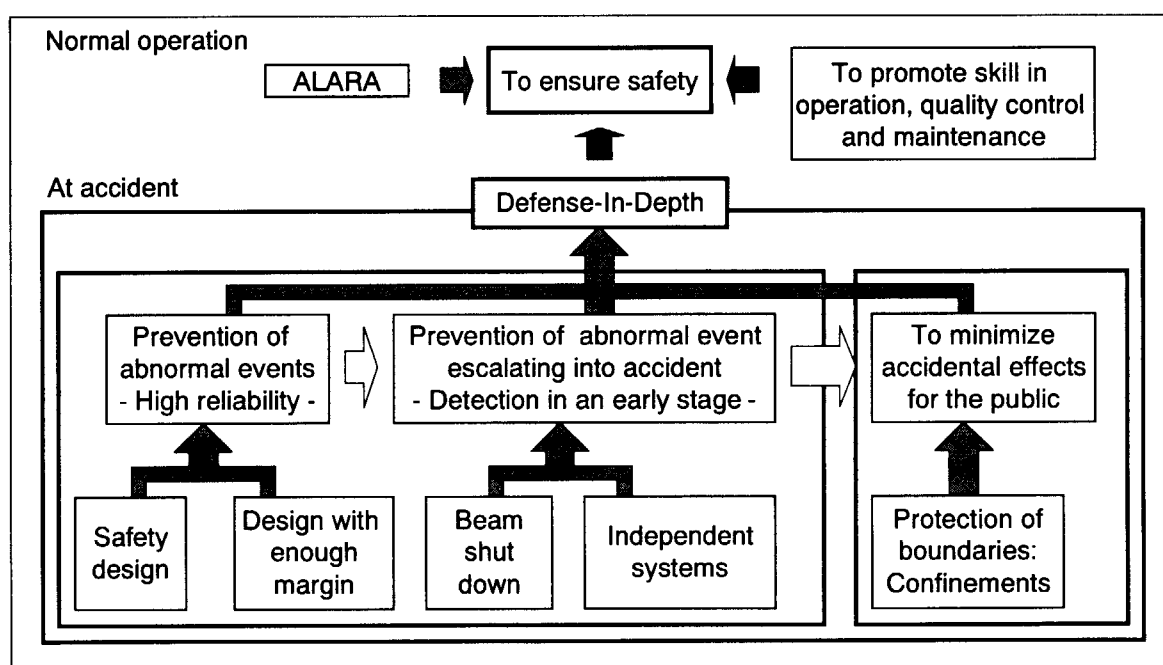 Normal operation
ALARA
To ensure safety
To promote skill in
operation, quality control
and maintenance
At accident
Defense-In-Depth
Prevention of
abnormal events
- High reliability -
Prevention of abnormal event
escalating into accident
- Detection in an early stage -
To minimize
accidental effects
for the public
Safety
design
Design with
enough
margin
Beam
shut
down
Independent
systems
Protection of
boundaries:
Confinements